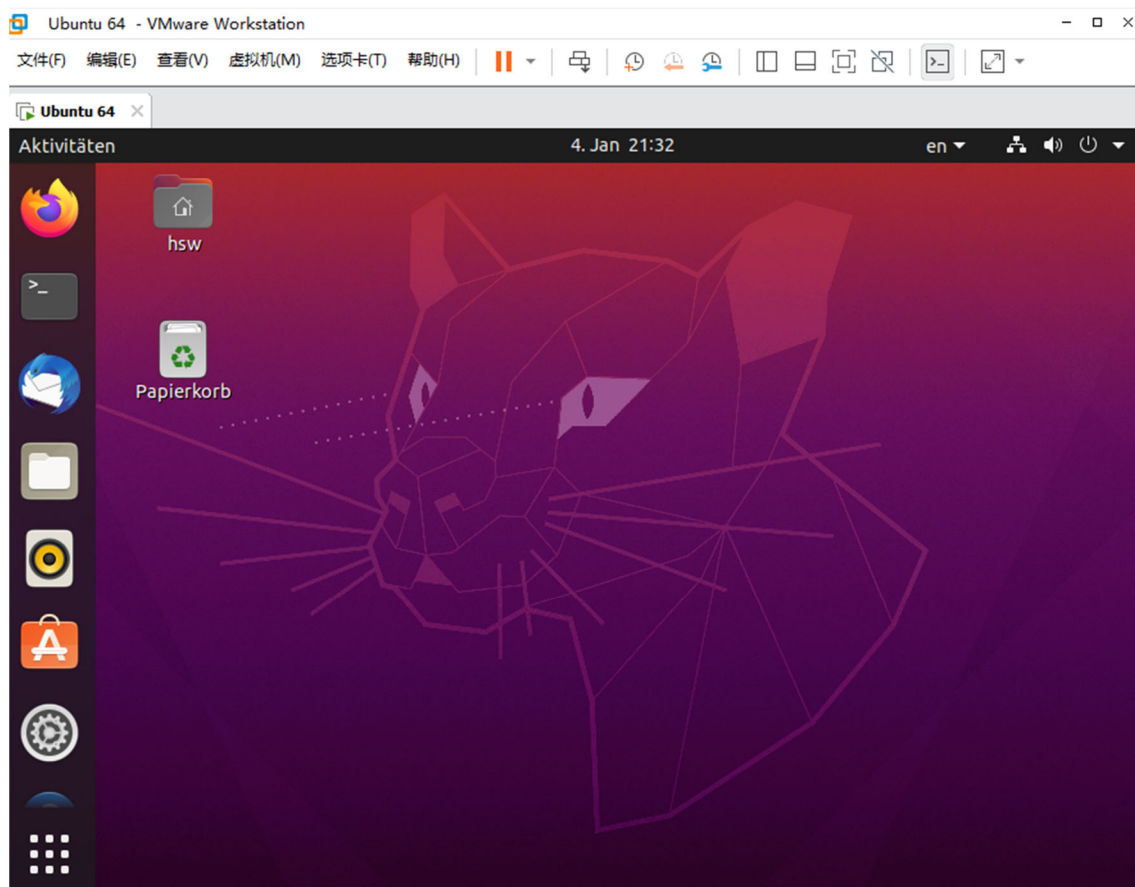 Ubuntu 64 - VMware Workstation
文件(F) 编辑(E) 查看(V) 虚拟机(M) 选项卡(T) 帮助(H)
Ubuntu 64
Aktivitäten 4. Jan 21:32 en
hsw
Papierkorb